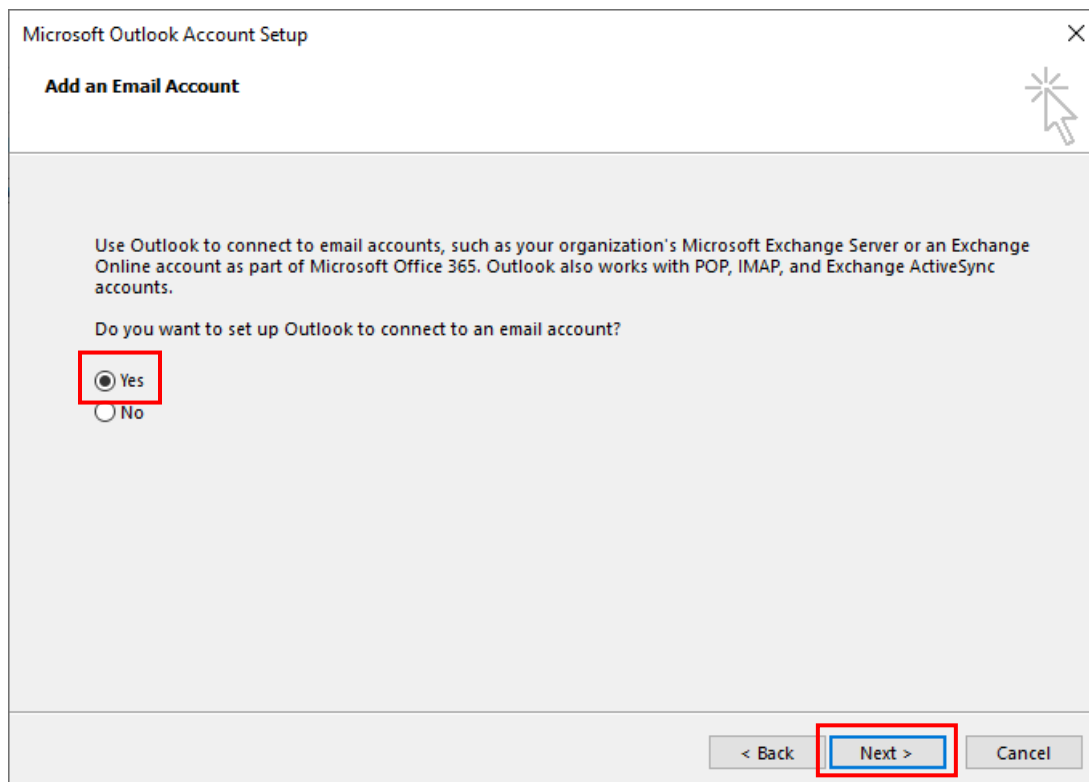 Microsoft Outlook Account Setup
Add an Email Account
Use Outlook to connect to email accounts, such as your organization's Microsoft Exchange Server or an Exchange
Online account as part of Microsoft Office 365. Outlook also works with POP, IMAP, and Exchange ActiveSync
accounts.
Do you want to set up Outlook to connect to an email account?
Yes
No
< Back Next > Cancel